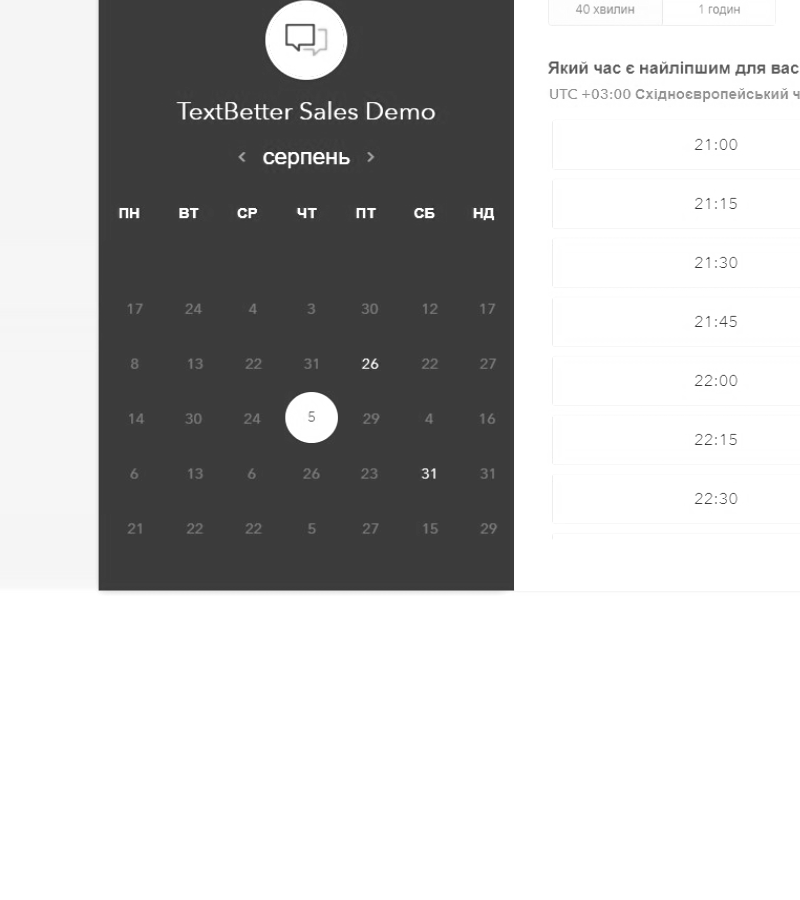 TextBetter Sales Demo
< серпень >
ПН ВТ СР ЧТ ПТ СБ НД
17 24 4 3 30 12 17
8 13 22 31 26 22 27
14 30 24 5 29 4 16
6 13 6 26 23 31 31
21 22 22 5 27 15 29
40 хвилин 1 годин
Який час є найліпшим для вас
UTC +03:00 Східноєвропейський ч
21:00
21:15
21:30
21:45
22:00
22:15
22:30